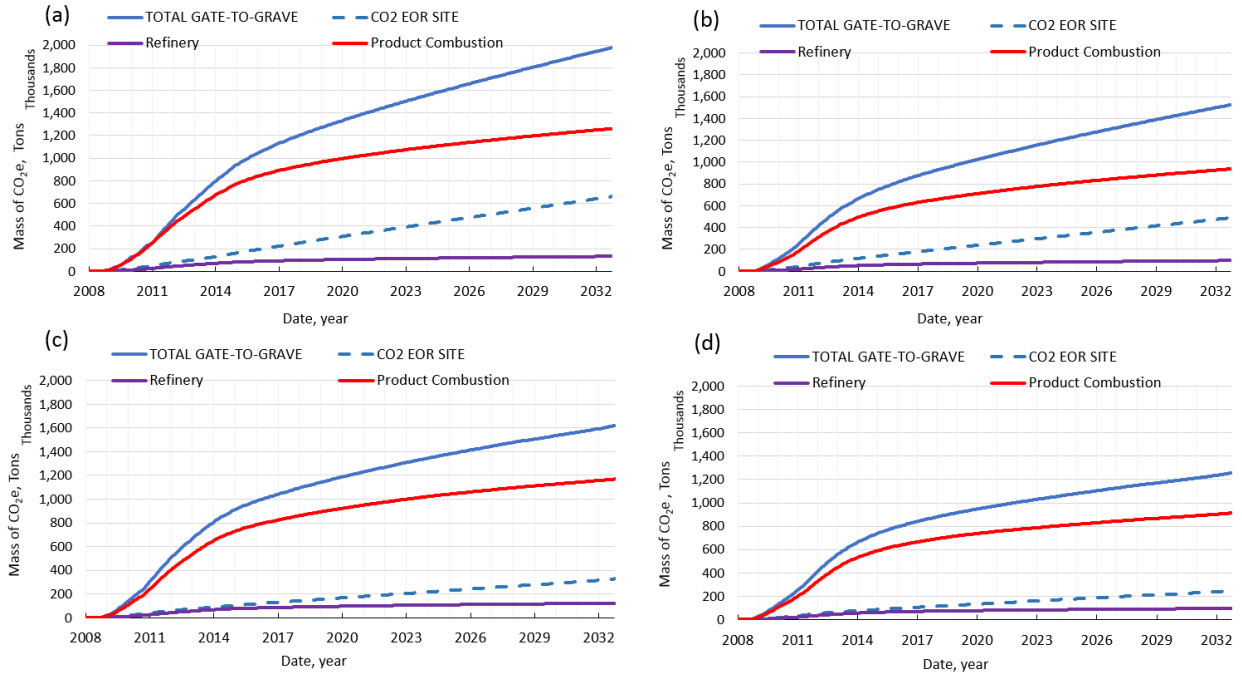 (a)
TOTAL GATE-TO-GRAVE
CO2 EOR SITE
Refinery
Product Combustion
2,000
1,800
1,600
1,400
1,200
1,000
800
600
400
200
0
Mass of CO₂e, Tons
Thousands
2008 2011 2014 2017 2020 2023 2026 2029 2032
Date, year
(b)
TOTAL GATE-TO-GRAVE
CO2 EOR SITE
Refinery
Product Combustion
2,000
1,800
1,600
1,400
1,200
1,000
800
600
400
200
0
Mass of CO₂e, Tons
Thousands
2008 2011 2014 2017 2020 2023 2026 2029 2032
Date, year
(c)
TOTAL GATE-TO-GRAVE
CO2 EOR SITE
Refinery
Product Combustion
2,000
1,800
1,600
1,400
1,200
1,000
800
600
400
200
0
Mass of CO₂e, Tons
Thousands
2008 2011 2014 2017 2020 2023 2026 2029 2032
Date, year
(d)
TOTAL GATE-TO-GRAVE
CO2 EOR SITE
Refinery
Product Combustion
2,000
1,800
1,600
1,400
1,200
1,000
800
600
400
200
0
Mass of CO₂e , Tons
Thousands
2008 2011 2014 2017 2020 2023 2026 2029 2032
Date, year